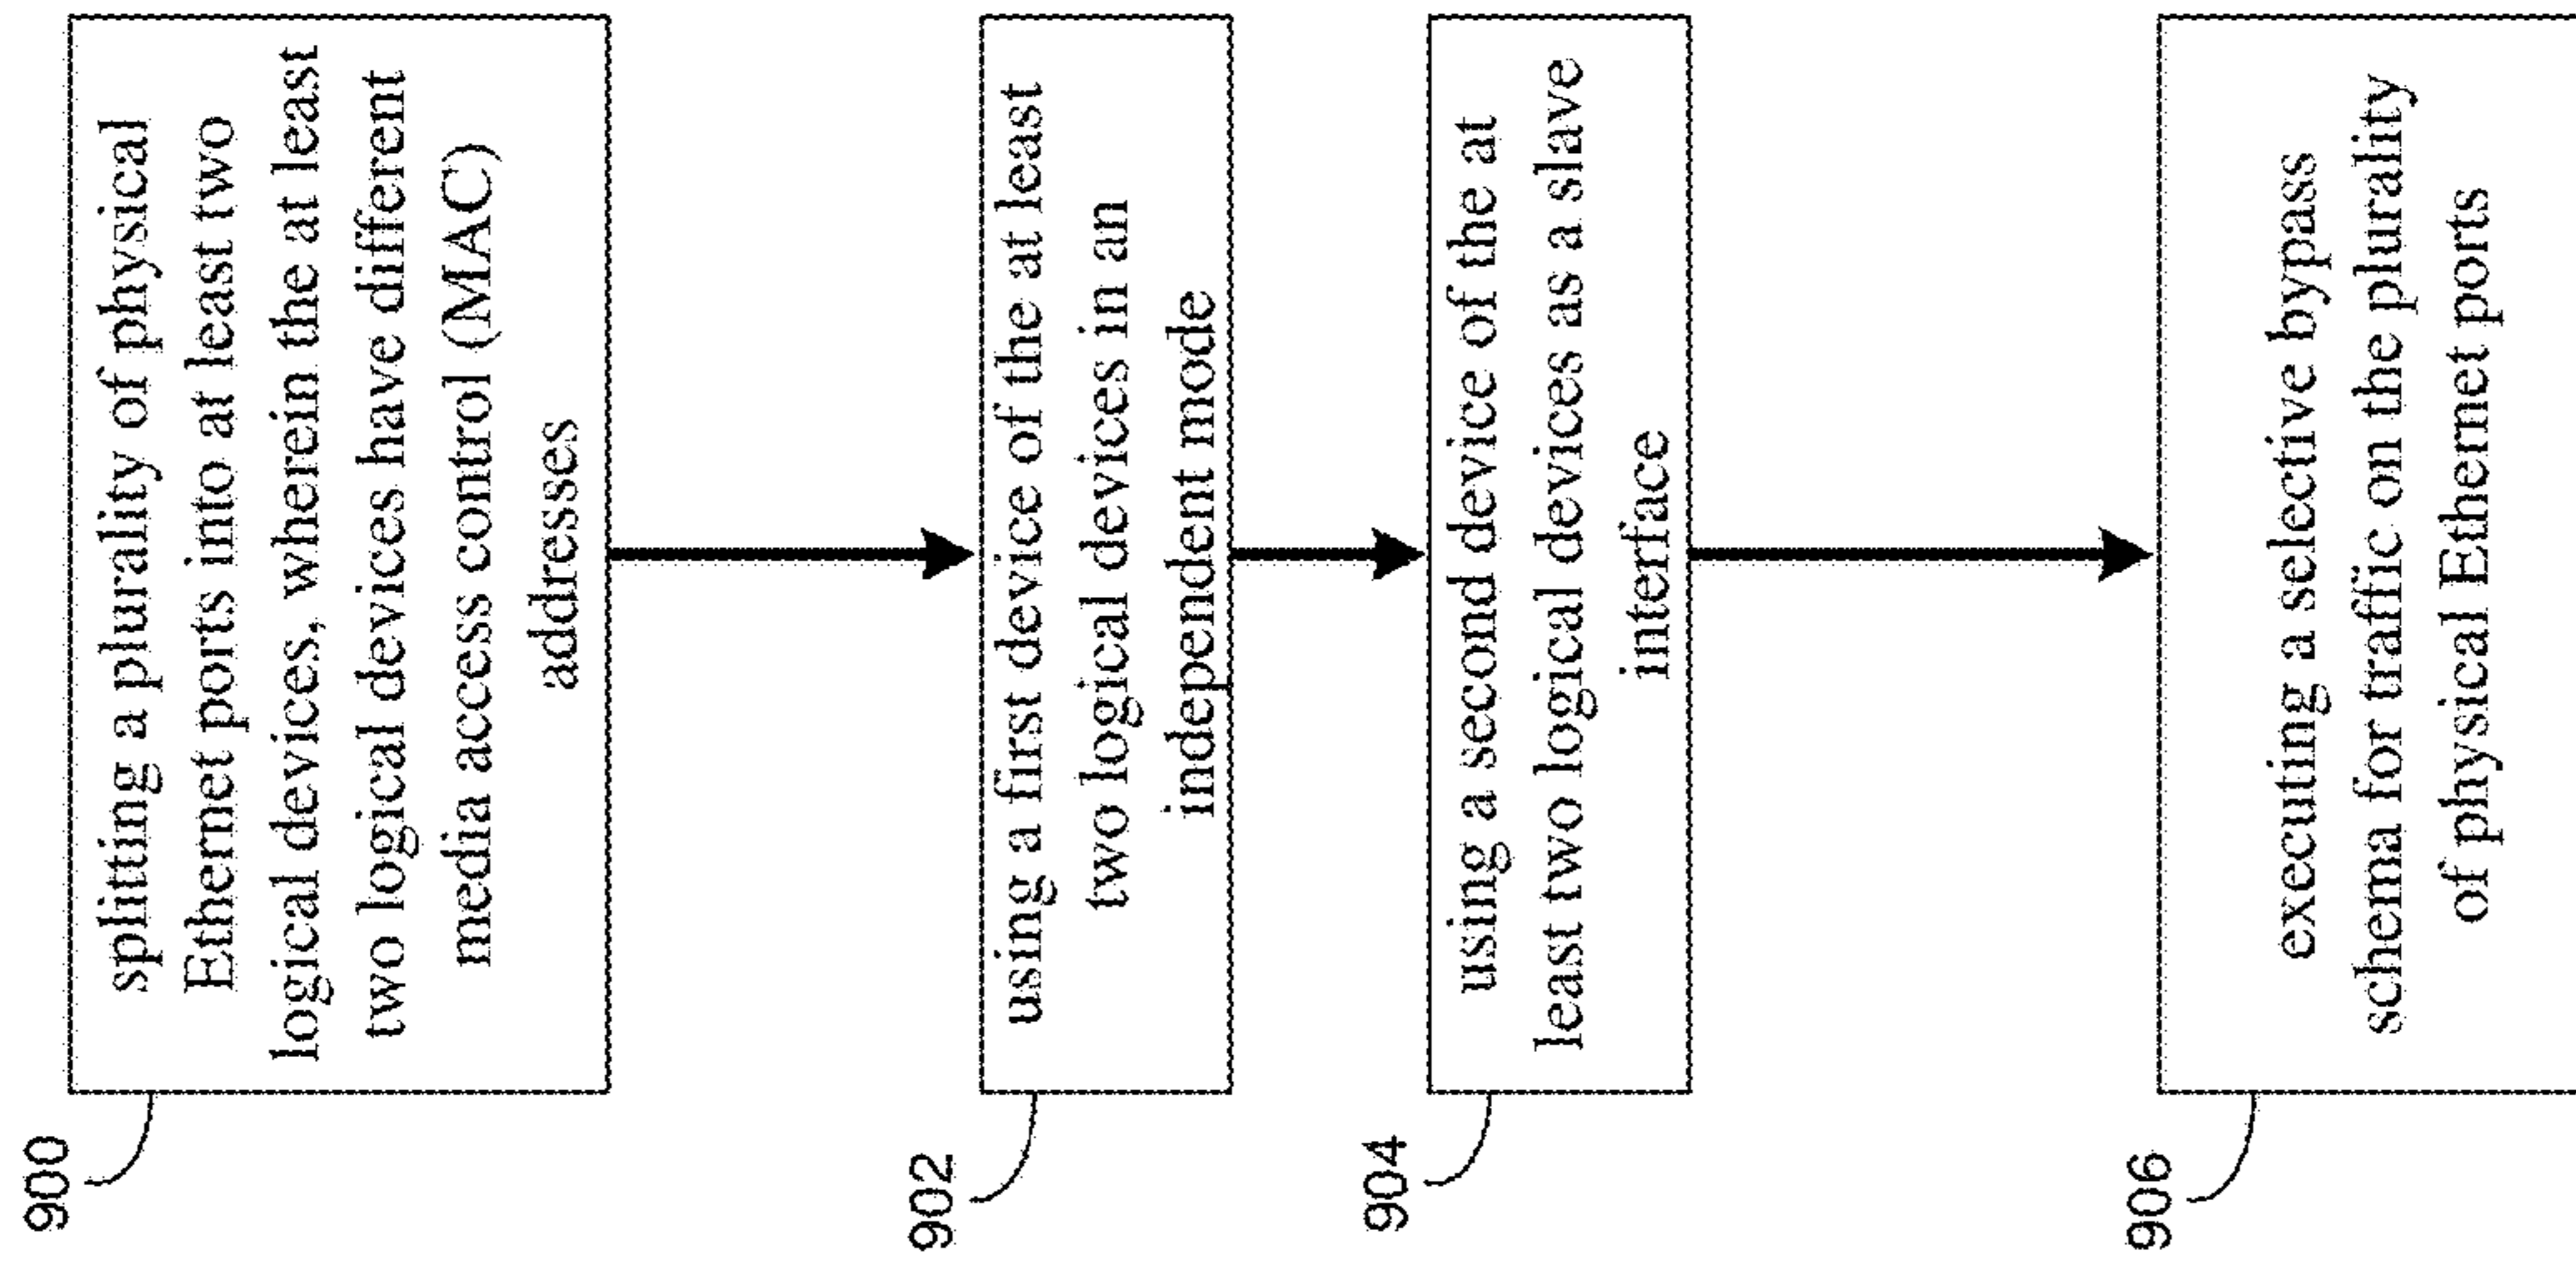 900
splitting a plurality of physical
Ethernet ports into at least two
logical devices, wherein the at least
two logical devices have different
media access control (MAC)
addresses
902
using a first device of the at least
two logical devices in an
independent mode
904
using a second device of the at
least two logical devices as a slave
interface
906
executing a selective bypass
schema for traffic on the plurality
of physical Ethernet ports